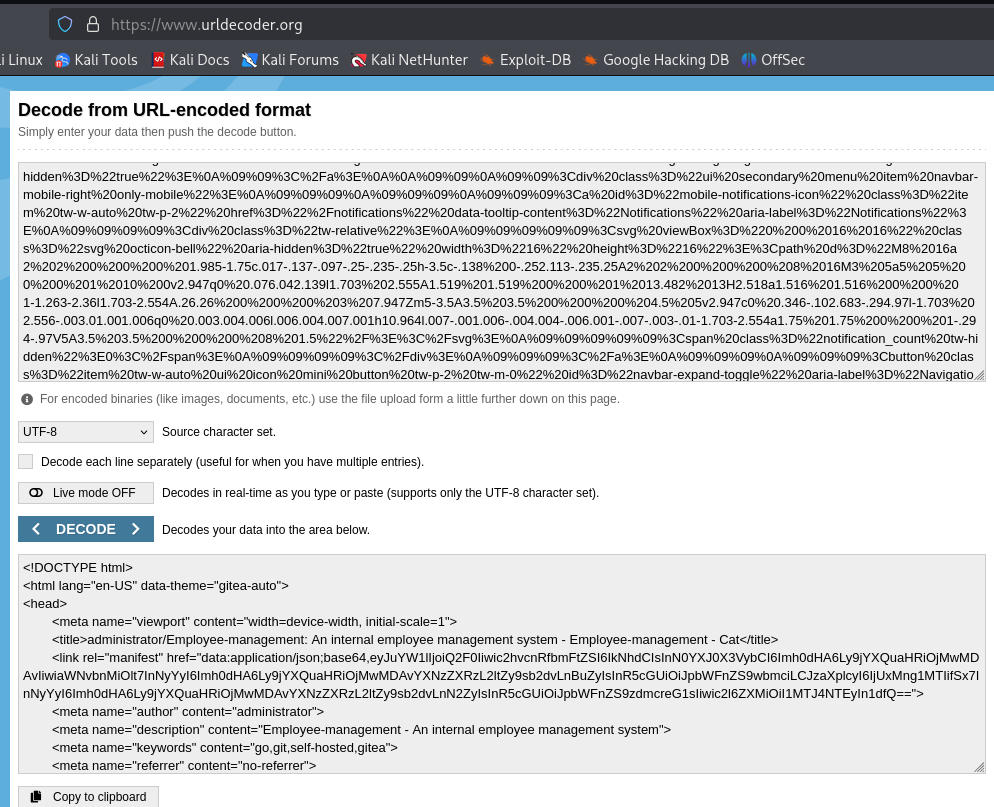 https://www.urldecoder.org
i Linux Kali Tools Kali Docs Kali Forums Kali NetHunter Exploit-DB Google Hacking DB OffSec
Decode from URL-encoded format
Simply enter your data then push the decode button.
hidden%3D%22true%22%3E%0A%09%09%3C%2Fa%3E%0A%0A%09%09%0A%09%09%3Cdiv%20class%3D%22ui%20secondary%20menu%20item%20navbar-
mobile-right%20only-mobile%22%3E%0A%09%09%09%0A%09%09%09%0A%09%09%09%3Ca%20id%3D%22mobile-notifications-icon%22%20class%3D%22ite
m%20tw-w-auto%20tw-p-2%22%20href%3D%22%2Fnotifications%22%20data-tooltip-content%3D%22Notifications%22%20aria-label%3D%22Notifications%22%3
E%0A%09%09%09%09%3Cdiv%20class%3D%22tw-relative%22%3E%0A%09%09%09%09%09%3Csvg%20viewBox%3D%220%200%2016%2016%22%20clas
s%3D%22svg%20octicon-bell%22%20aria-hidden%3D%22true%22%20width%3D%2216%22%20height%3D%2216%22%3E%3Cpath%20d%3D%22M8%2016a
2%202%200%200%200%201.985-1.75c.017-.137-.097-.25-.235-.25h-3.5c-.138%200-.252.113-.235.25A2%202%200%200%200%208%2016M3%205a5%205%20
0%200%201%2010%200v2.947q0%20.076.042.139l1.703%202.555A1.519%201.519%200%200%201%2013.482%2013H2.518a1.516%201.516%200%200%20
1-1.263-2.36l1.703-2.554A.26.26%200%200%200%203%207.947Zm5-3.5A3.5%203.5%200%200%200%204.5%205v2.947c0%20.346-.102.683-.294.97l-1.703%20
2.556-.003.01.001.006q0%20.003.004.006l.006.004.007.001h10.964l.007-.001.006-.004.004-.006.001-.007-.003-.01-1.703-2.554a1.75%201.75%200%200%201-.29
4-.97V5A3.5%203.5%200%200%200%208%201.5%22%2F%3E%3C%2Fsvg%3E%0A%09%09%09%09%09%3Cspan%20class%3D%22notification_count%20tw-hi
dden%22%3E0%3C%2Fspan%3E%0A%09%09%09%09%3C%2Fdiv%3E%0A%09%09%09%3C%2Fa%3E%0A%09%09%09%0A%09%09%09%3Cbutton%20clas
s%3D%22item%20tw-w-auto%20ui%20icon%20mini%20button%20tw-p-2%20tw-m-0%22%20id%3D%22navbar-expand-toggle%22%20aria-label%3D%22Navigatio
For encoded binaries (like images, documents, etc.) use the file upload form a little further down on this page.
UTF-8 Source character set.
Decode each line separately (useful for when you have multiple entries).
Live mode OFF Decodes in real-time as you type or paste (supports only the UTF-8 character set).
DECODE Decodes your data into the area below.
<!DOCTYPE html>
<html lang="en-US" data-theme="gitea-auto">
<head>
<meta name="viewport" content="width=device-width, initial-scale=1">
<title>administrator/Employee-management: An internal employee management system - Employee-management - Cat</title>
<link rel="manifest" href="data:application/json;base64,eyJuYW1lIjoiQ2F0Iiwic2hvcnRfbmFtZSI6IkNhdCIsInN0YXJ0X3VybCI6Imh0dHA6Ly9jYXQuaHRiOjMwMD
AvIiwiaWNvbnMiOlt7InNyYyI6Imh0dHA6Ly9jYXQuaHRiOjMwMDAvYXNzZXRzL2ltZy9sb2dvLnBuZyIsInR5cGUiOiJpbWFnZS9wbmciLCJzaXplcyI6IjUxMng1MTIifSx7I
nNyYyI6Imh0dHA6Ly9jYXQuaHRiOjMwMDAvYXNzZXRzL2ltZy9sb2dvLnN2ZyIsInR5cGUiOiJpbWFnZS9zdmcreG1sIiwic2l6ZXMiOiI1MTJ4NTEyIn1dfQ==">
<meta name="author" content="administrator">
<meta name="description" content="Employee-management - An internal employee management system">
<meta name="keywords" content="go,git,self-hosted,gitea">
<meta name="referrer" content="no-referrer">
Copy to clipboard